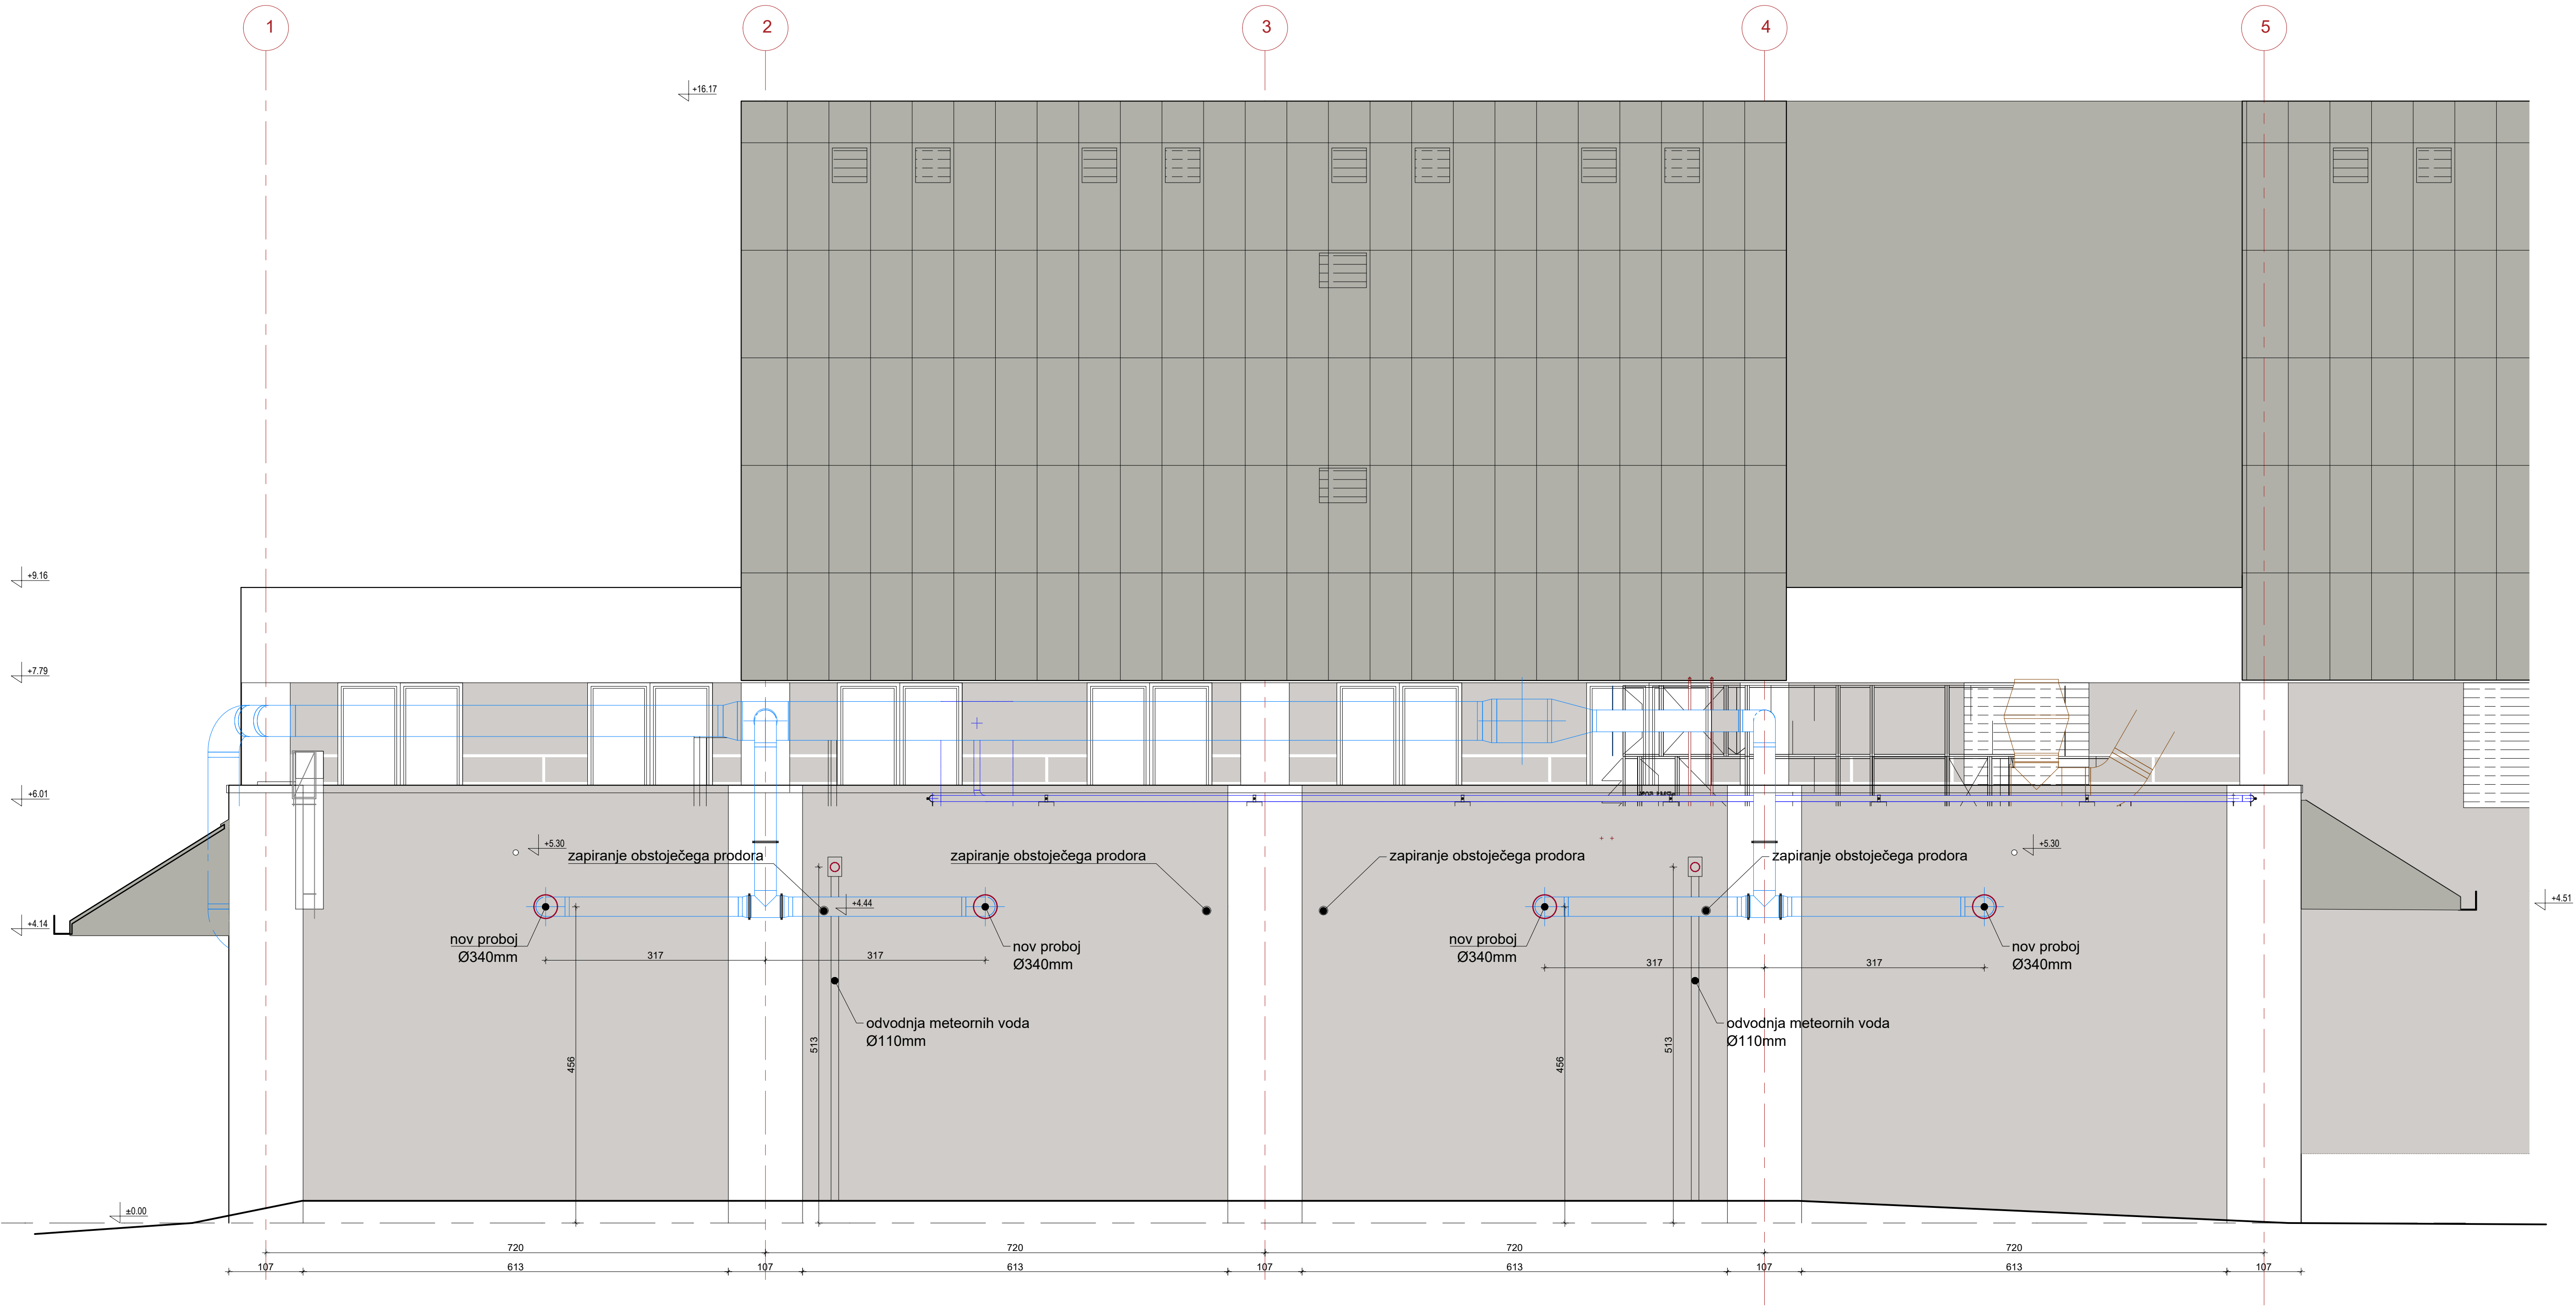 1
2
3
4
5
+16.17
+9.16
+7.79
+6.01
+5.30
zapiranje obstoječega prodora
zapiranje obstoječega prodora
zapiranje obstoječega prodora
zapiranje obstoječega prodora
+5.30
+4.44
+4.51
+4.14
nov proboj
Ø340mm
nov proboj
Ø340mm
nov proboj
Ø340mm
nov proboj
Ø340mm
317
317
317
317
odvodnja meteornih voda
Ø110mm
odvodnja meteornih voda
Ø110mm
456
513
456
513
±0.00
720
720
720
720
107
613
107
613
107
613
107
613
107